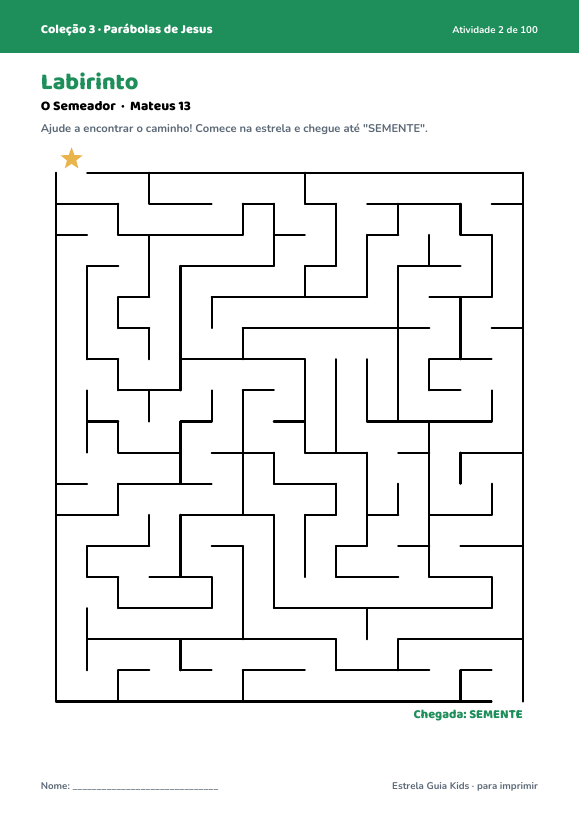 Coleção 3 · Parábolas de Jesus
Atividade 2 de 100
Labirinto
O Semeador · Mateus 13
Ajude a encontrar o caminho! Comece na estrela e chegue até "SEMENTE".
Chegada: SEMENTE
Nome: ____________________________
Estrela Guia Kids · para imprimir